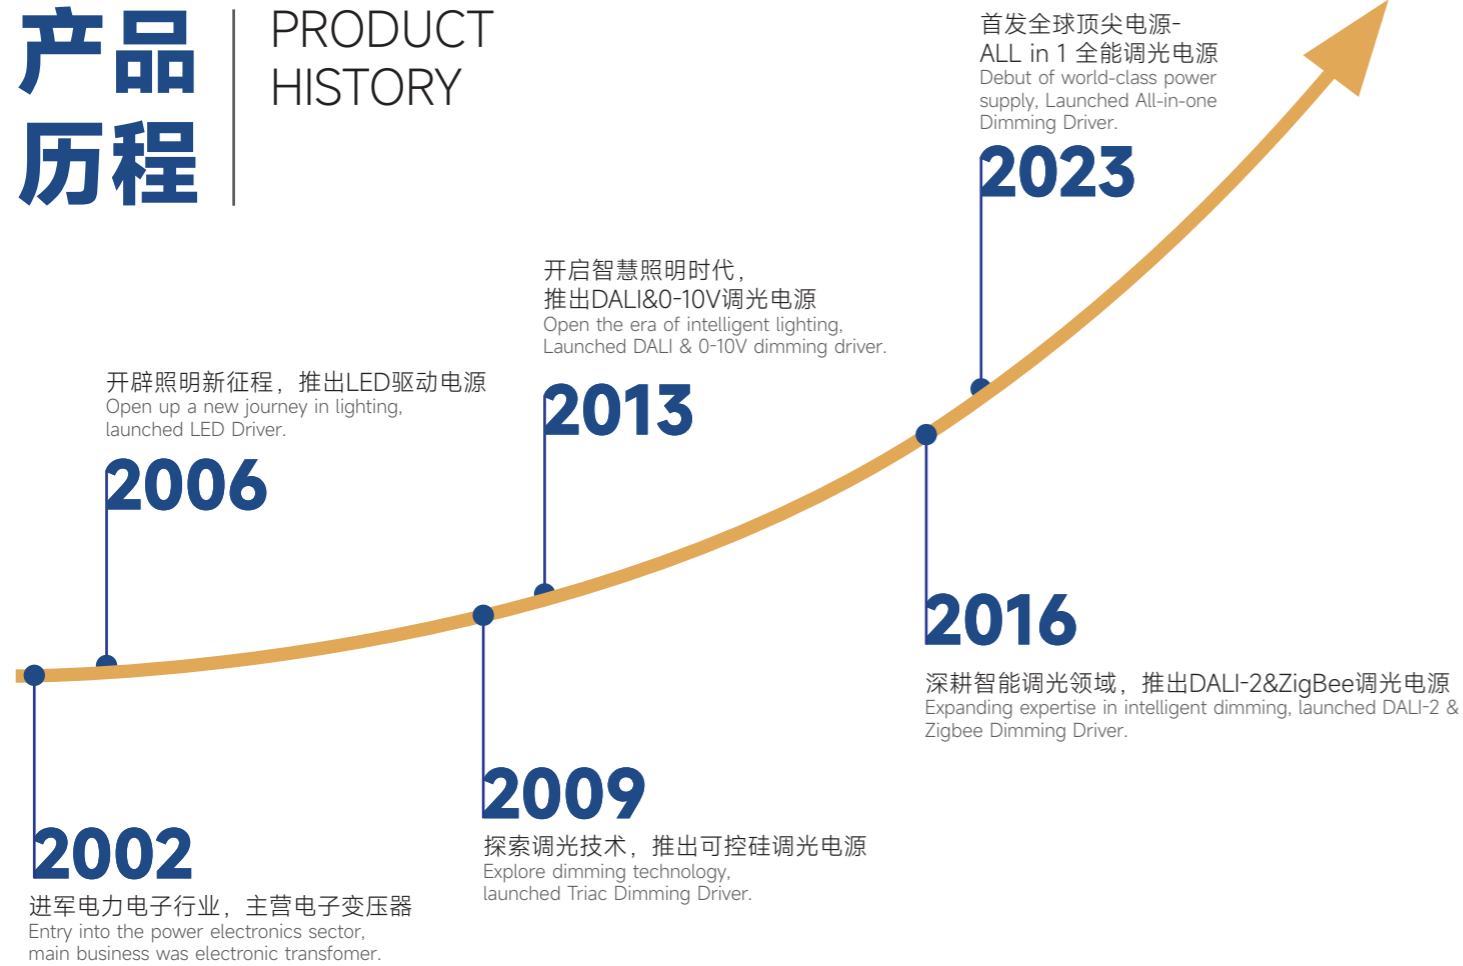 产品
历程
PRODUCT
HISTORY
首发全球顶尖电源-
ALL in 1 全能调光电源
Debut of world-class power
supply, Launched All-in-one
Dimming Driver.
2023
开启智慧照明时代，
推出DALI&0-10V调光电源
Open the era of intelligent lighting,
Launched DALI & 0-10V dimming driver.
2013
开辟照明新征程，推出LED驱动电源
Open up a new journey in lighting,
launched LED Driver.
2006
2016
深耕智能调光领域，推出DALI-2&ZigBee调光电源
Expanding expertise in intelligent dimming, launched DALI-2 &
Zigbee Dimming Driver.
2009
探索调光技术，推出可控硅调光电源
Explore dimming technology,
launched Triac Dimming Driver.
2002
进军电力电子行业，主营电子变压器
Entry into the power electronics sector,
main business was electronic transfomer.